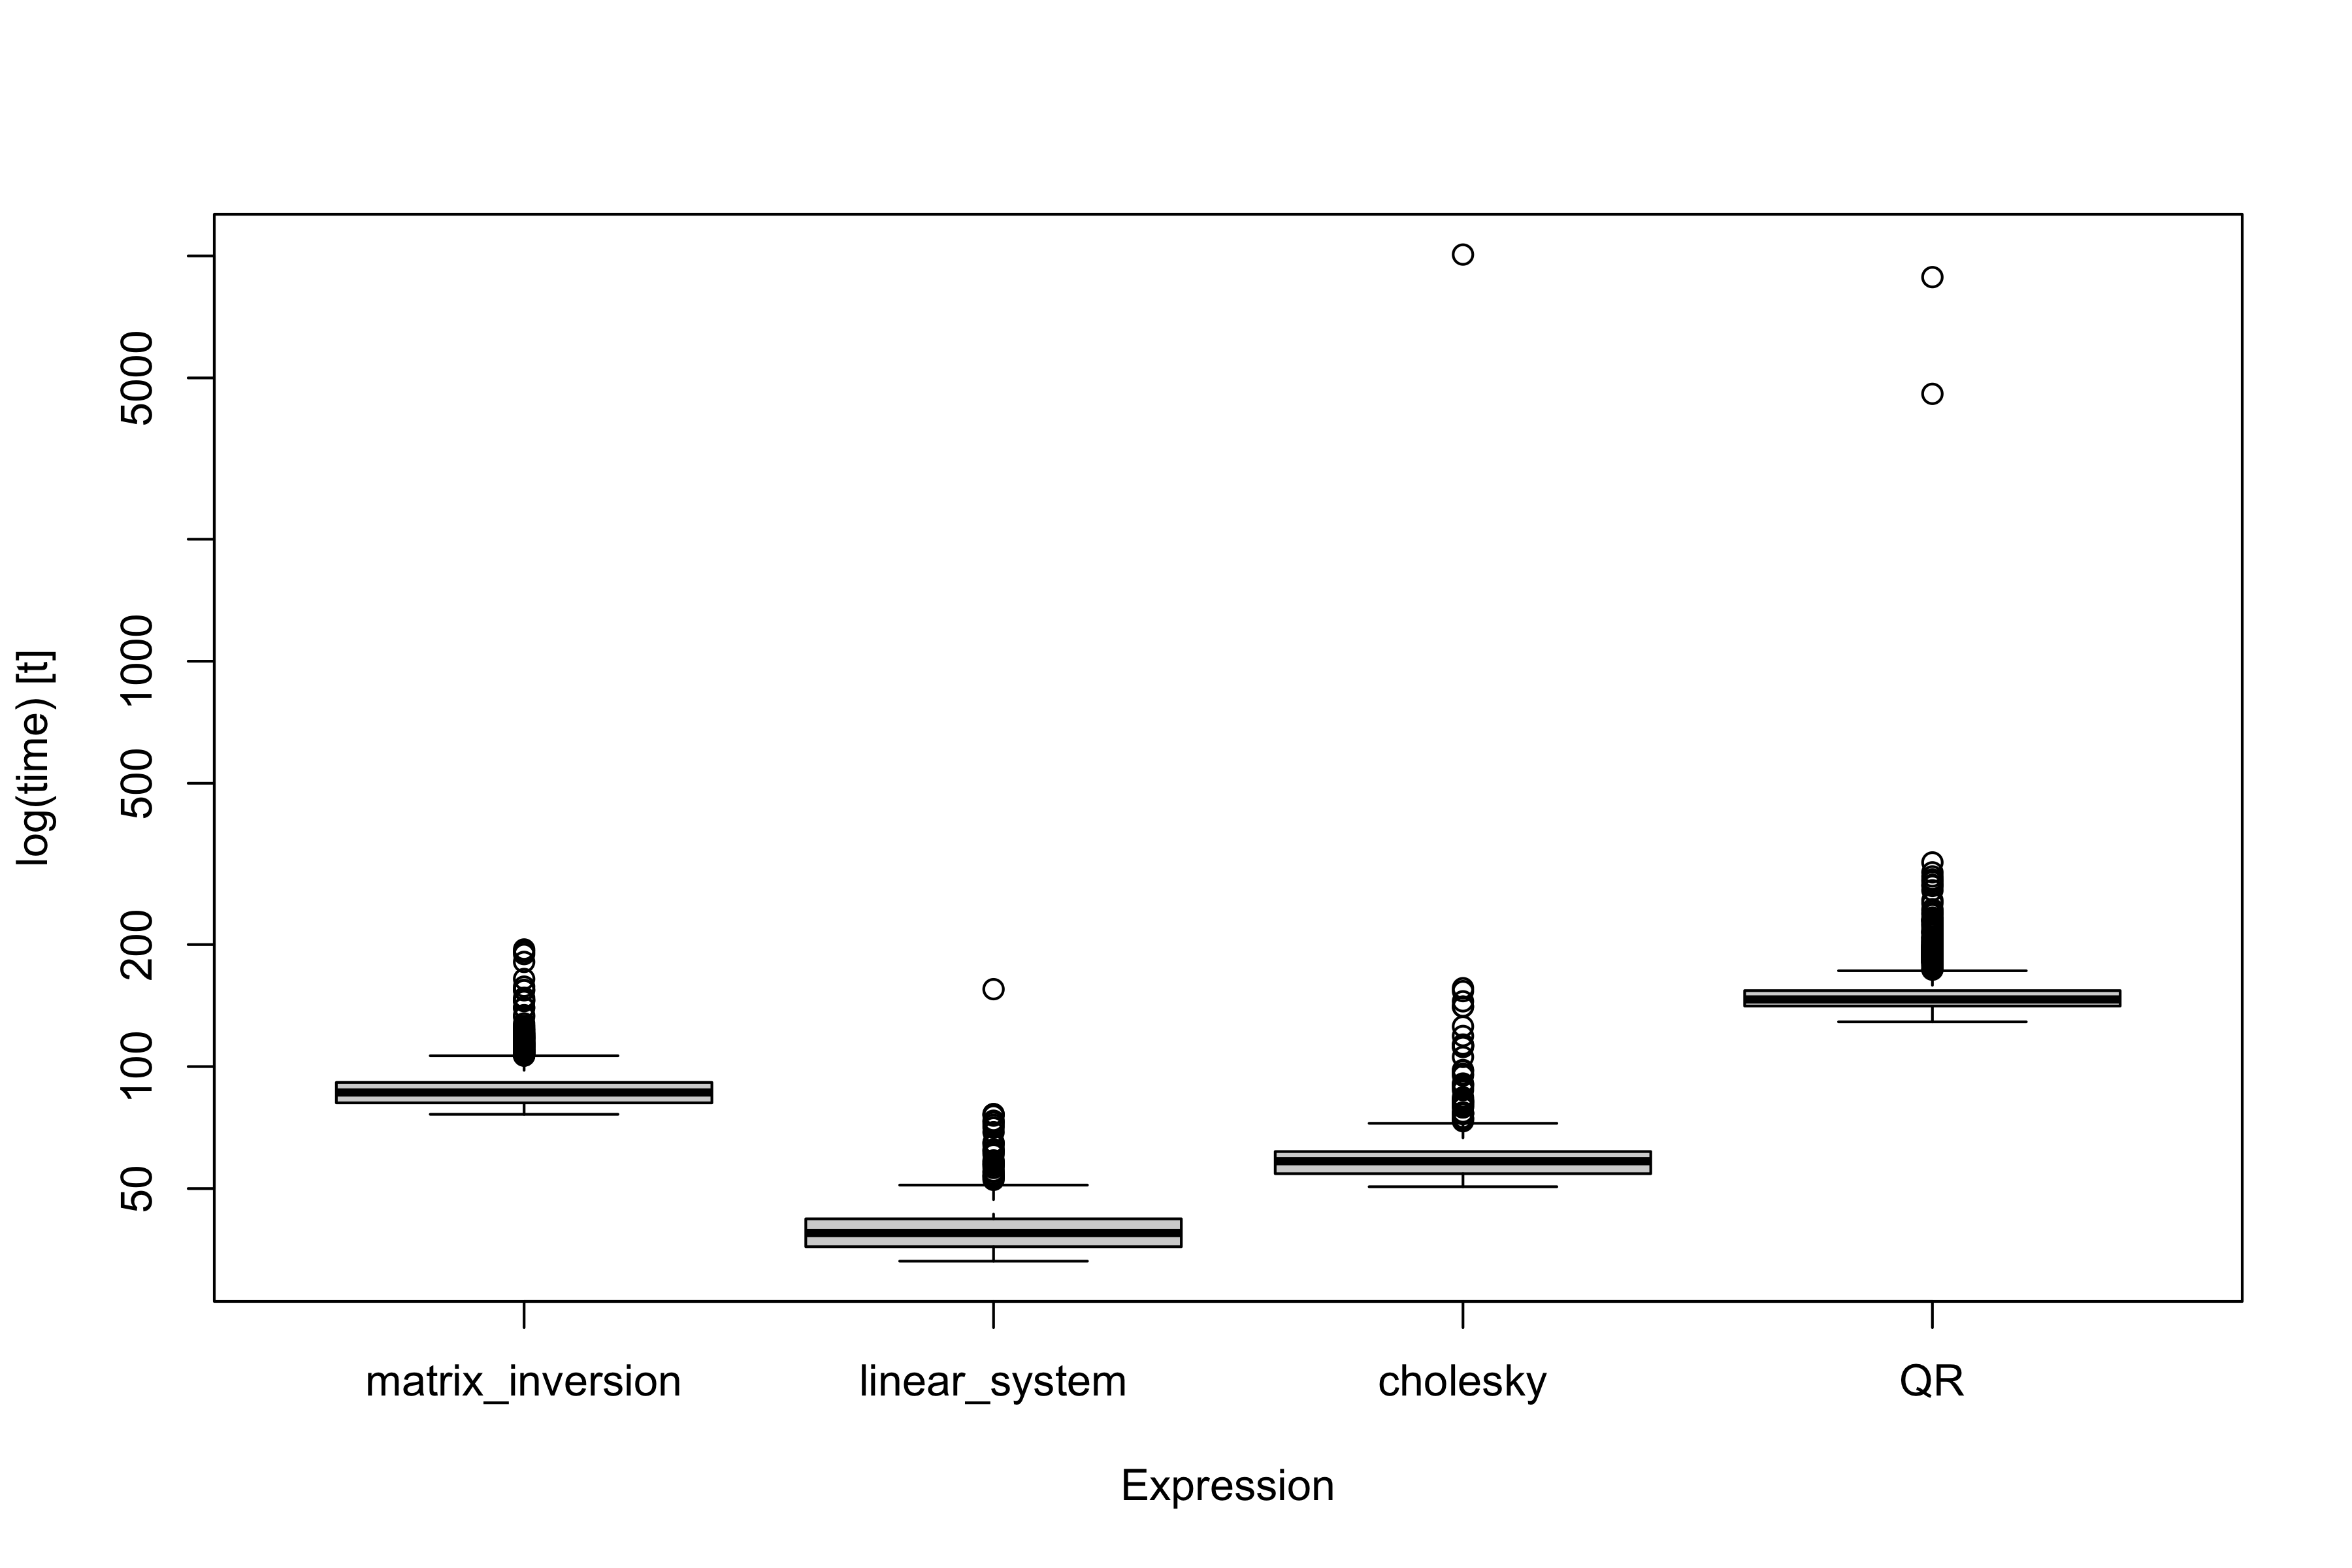 5000
1000
500
200
100
50
log(time) [t]
matrix_inversion linear_system cholesky QR
Expression